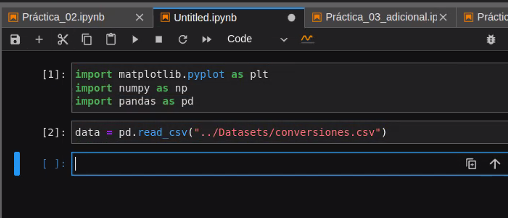 Práctica_02.ipynb
Untitled.ipynb
Práctica_03_adicional.ip
Práctic
Code
[1]:
import matplotlib.pyplot as plt
import numpy as np
import pandas as pd
[2]:
data = pd.read_csv("../Datasets/conversiones.csv")
[ ]: